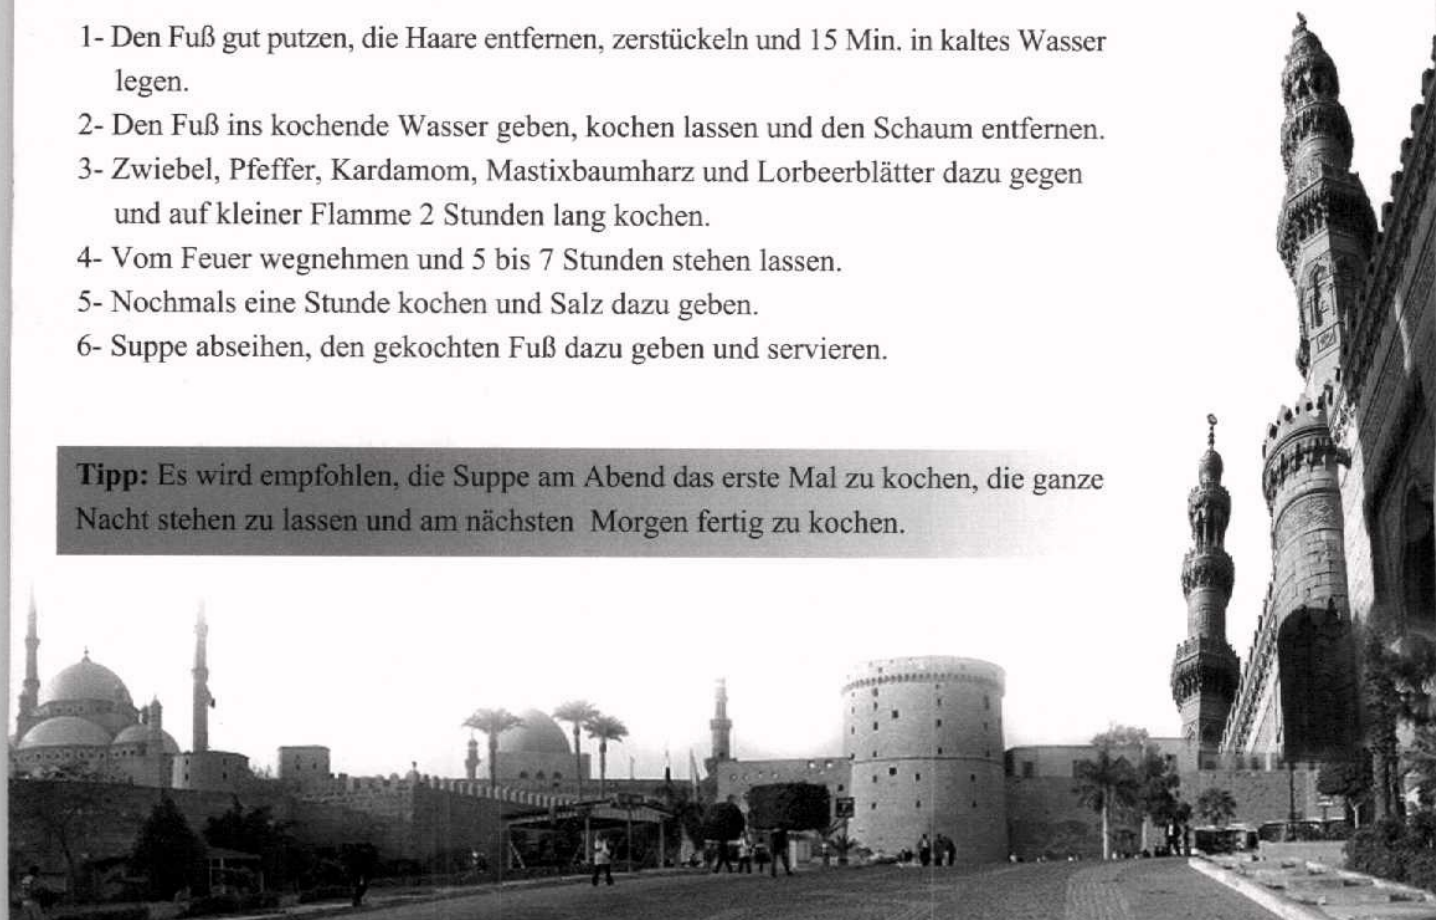 1- Den Fuß gut putzen, die Haare entfernen, zerstückeln und 15 Min. in kaltes Wasser
legen.
2- Den Fuß ins kochende Wasser geben, kochen lassen und den Schaum entfernen.
3- Zwiebel, Pfeffer, Kardamom, Mastixbaumharz und Lorbeerblätter dazu gegen
und auf kleiner Flamme 2 Stunden lang kochen.
4- Vom Feuer wegnehmen und 5 bis 7 Stunden stehen lassen.
5- Nochmals eine Stunde kochen und Salz dazu geben.
6- Suppe abseihen, den gekochten Fuß dazu geben und servieren.
Tipp: Es wird empfohlen, die Suppe am Abend das erste Mal zu kochen, die ganze
Nacht stehen zu lassen und am nächsten Morgen fertig zu kochen.